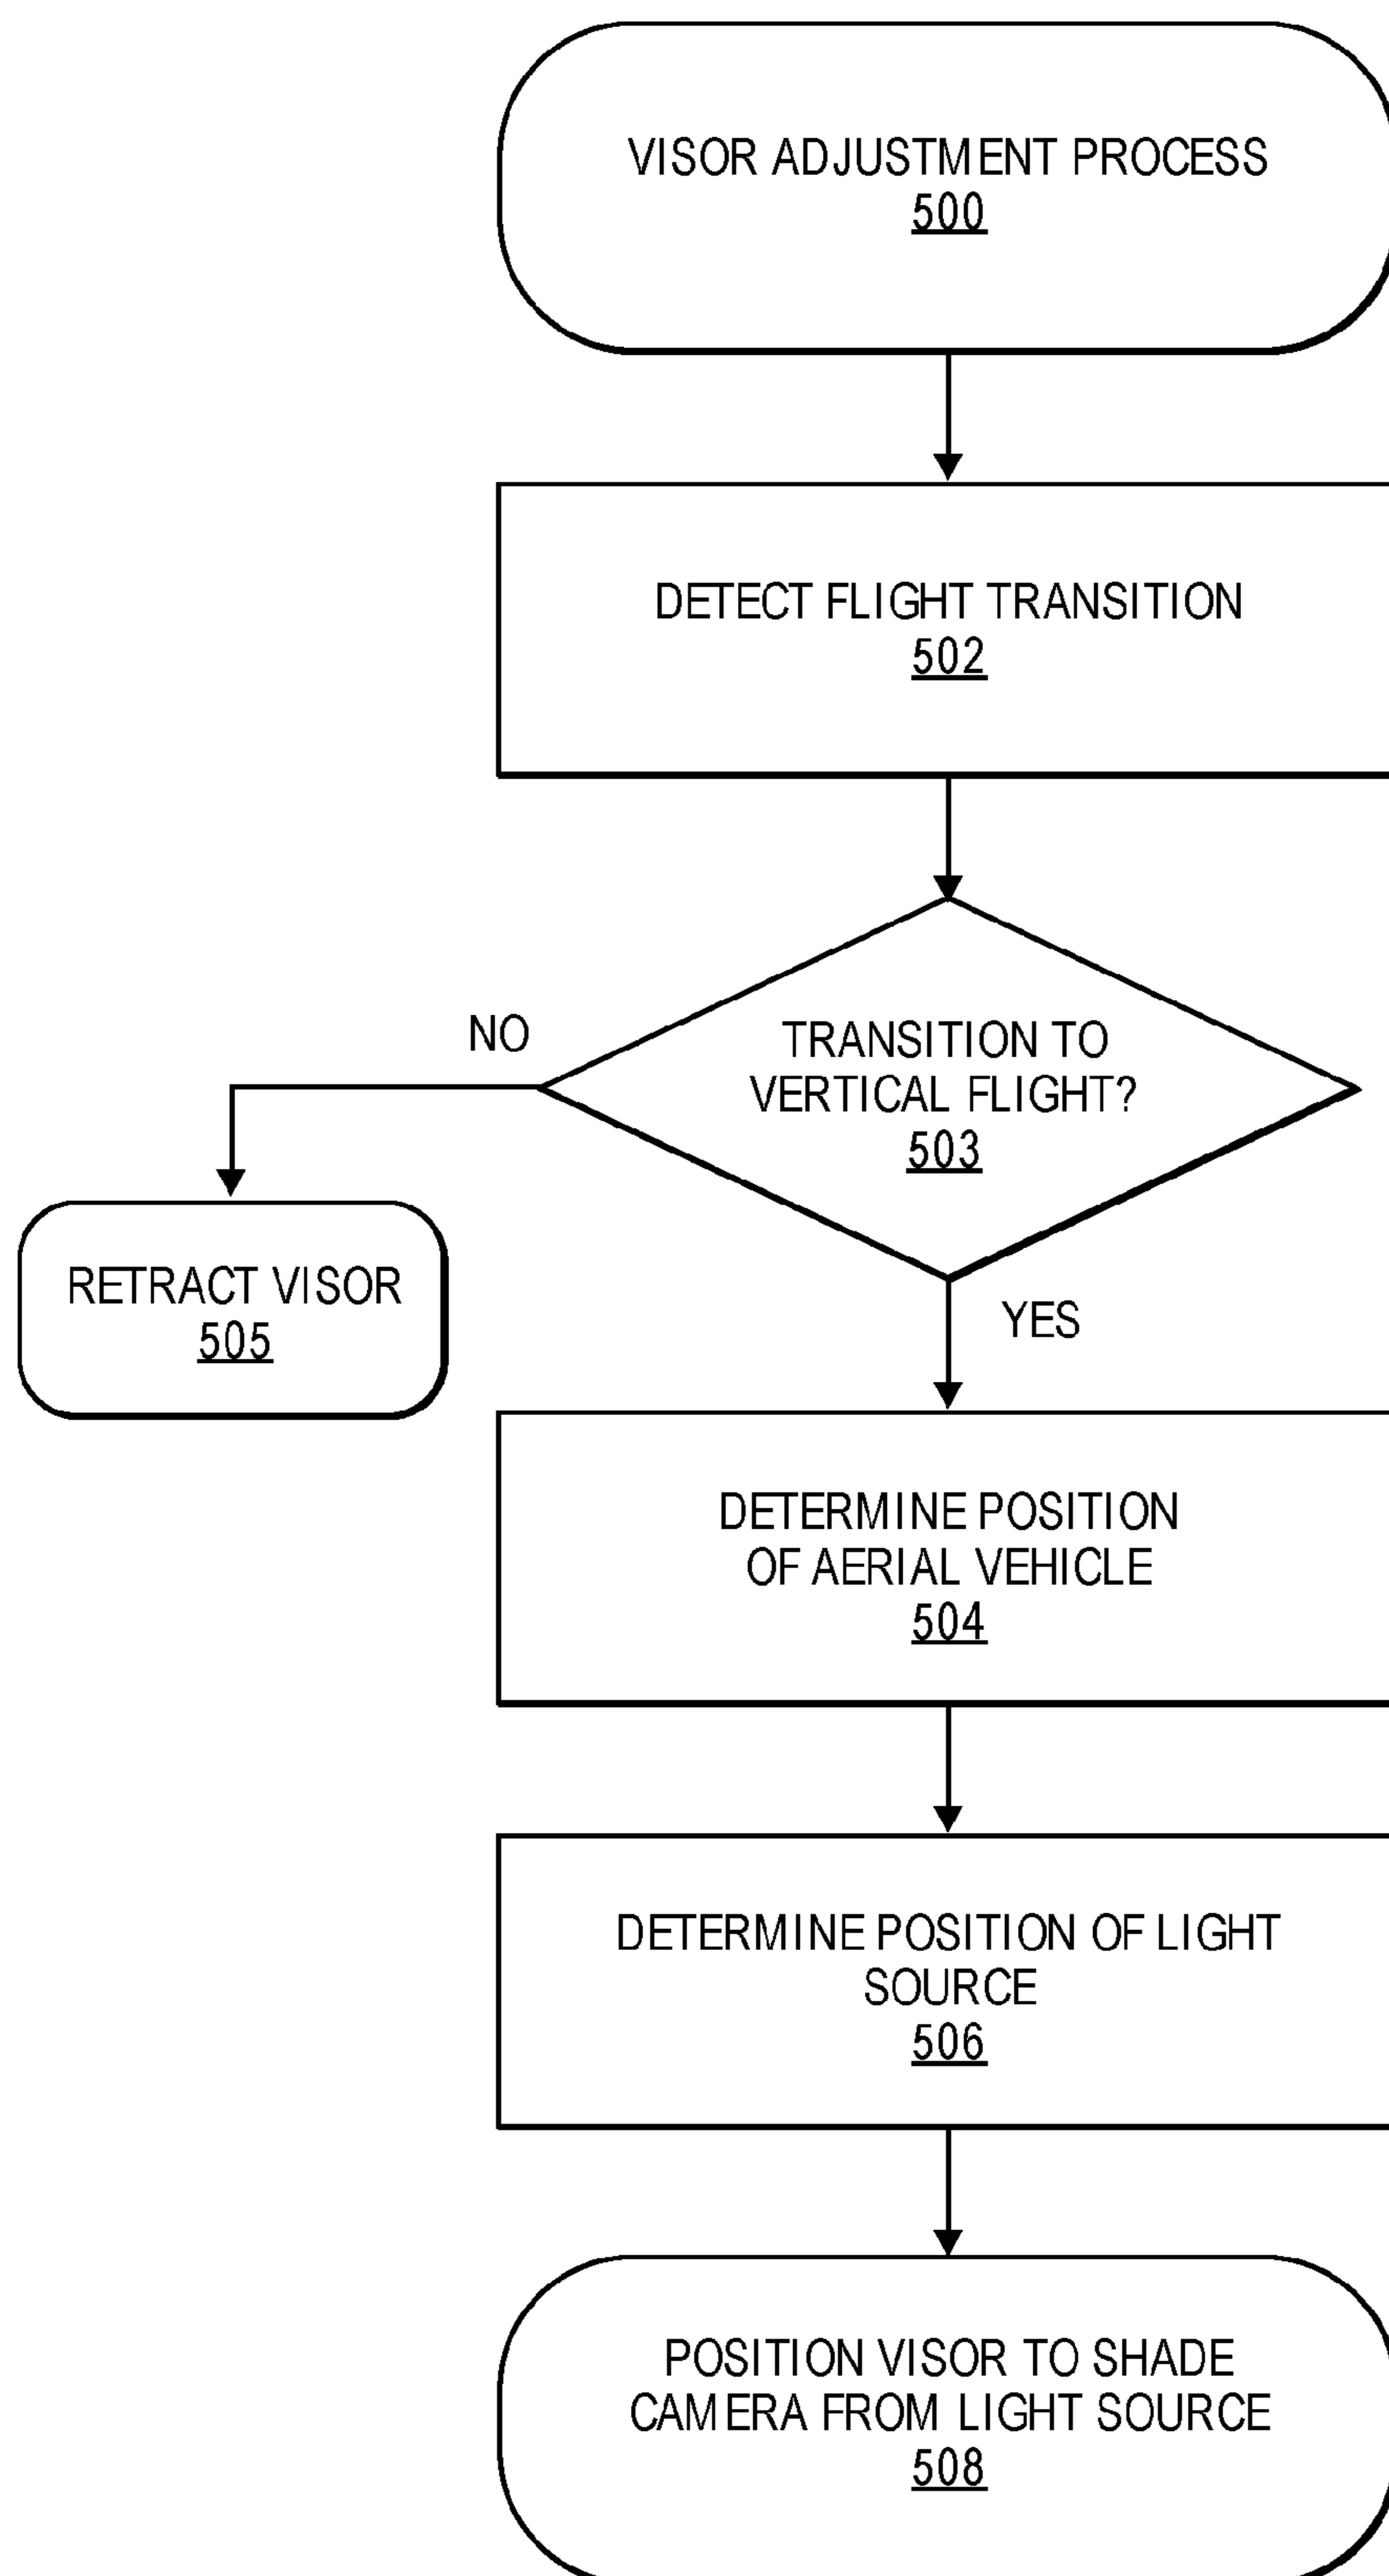 VISOR ADJUSTMENT PROCESS
500
DETECT FLIGHT TRANSITION
502
NO
TRANSITION TO
VERTICAL FLIGHT?
503
RETRACT VISOR
505
YES
DETERMINE POSITION
OF AERIAL VEHICLE
504
DETERMINE POSITION OF LIGHT
SOURCE
506
POSITION VISOR TO SHADE
CAMERA FROM LIGHT SOURCE
508